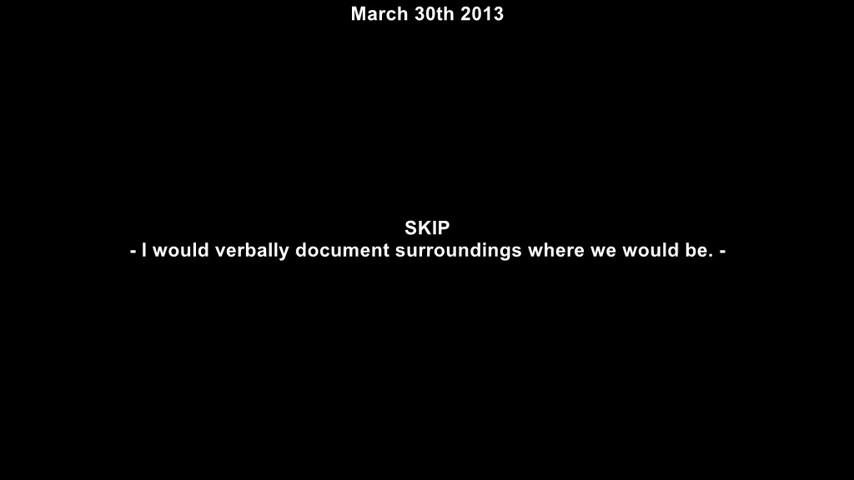 March 30th 2013
SKIP
- I would verbally document surroundings where we would be. -